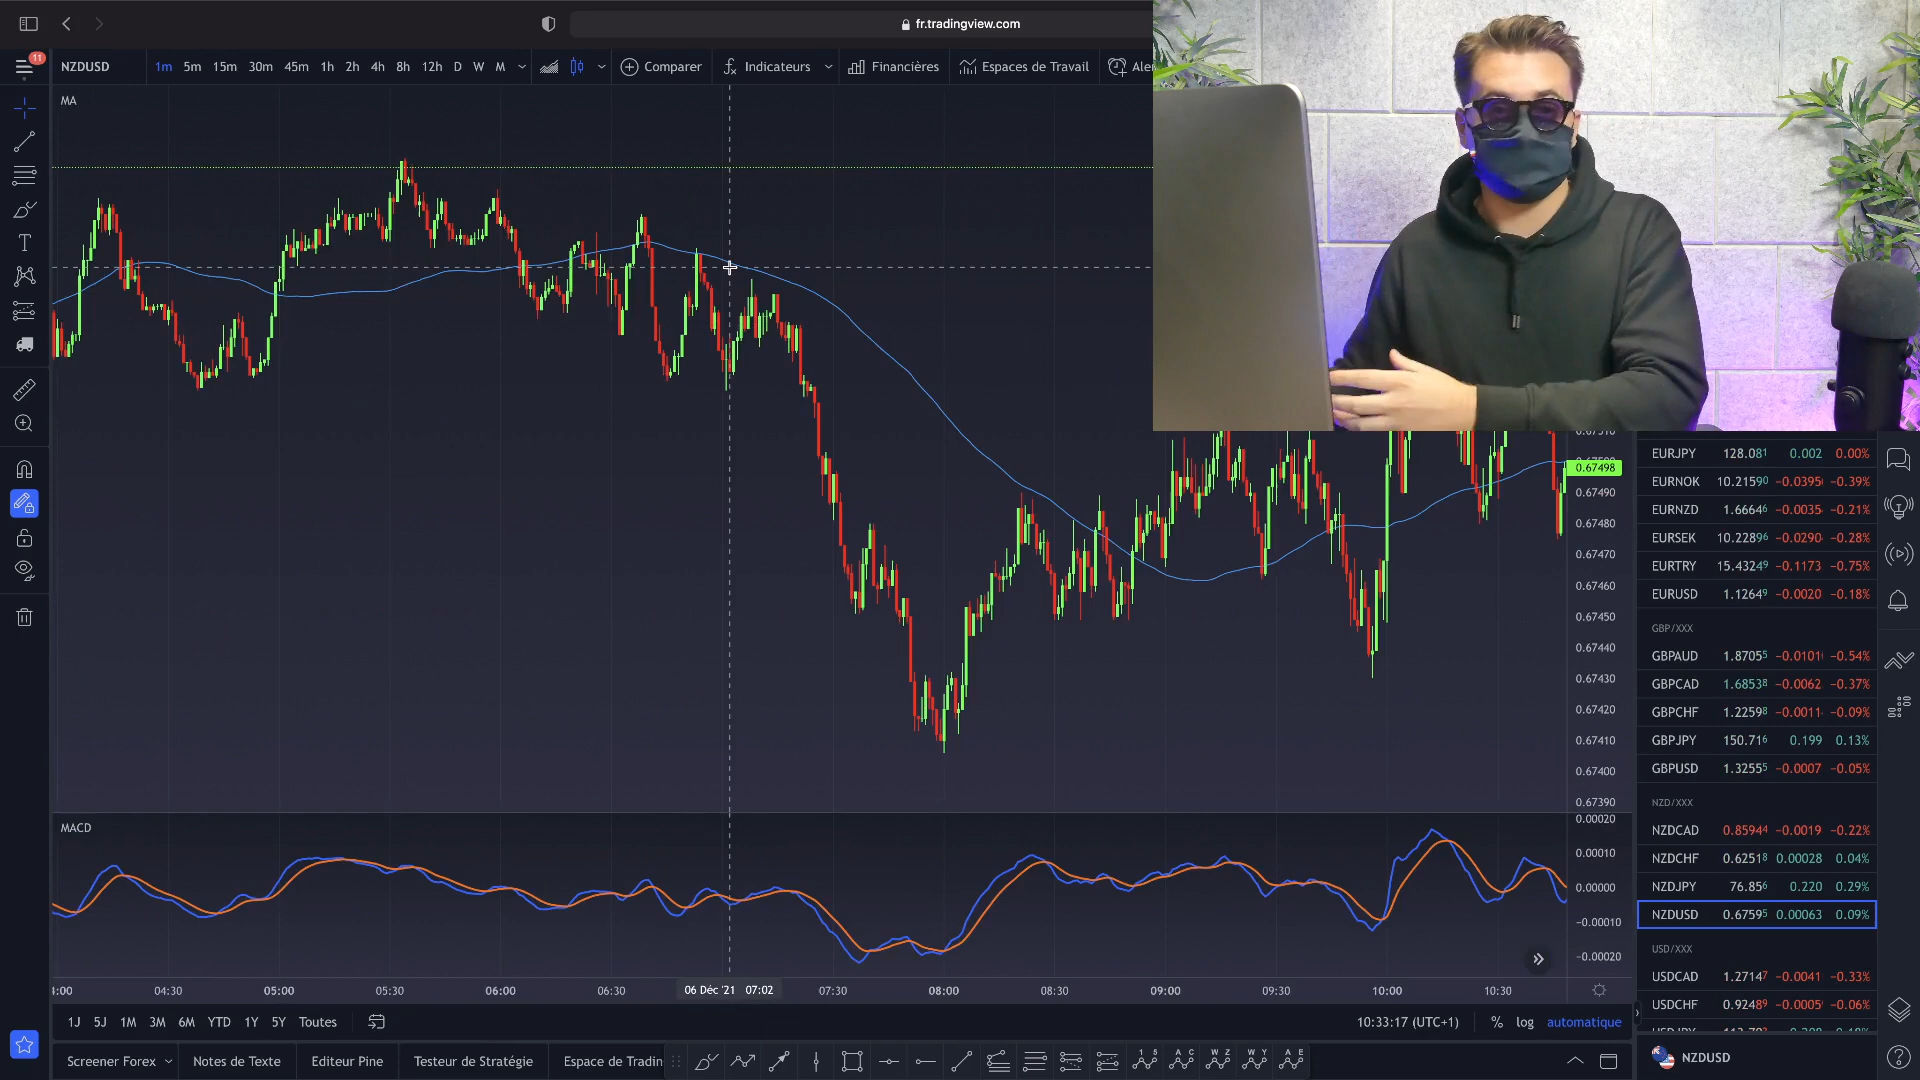 fr.tradingview.com
11
NZDUSD 1m 5m 15m 30m 45m 1h 2h 4h 8h 12h D W M Comparer Indicateurs Financières Espaces de Travail Ale
MA
0.67498
0.67490
0.67480
0.67470
0.67460
0.67450
0.67440
0.67430
0.67420
0.67410
0.67400
0.67390
EURJPY 128.081 0.002 0.00%
EURNOK 10.21590 −0.0395 −0.39%
EURNZD 1.66646 −0.0035 −0.21%
EURSEK 10.22896 −0.0290 −0.28%
EURTRY 15.43249 −0.1173 −0.75%
EURUSD 1.12649 −0.0020 −0.18%
GBP/XXX
GBPAUD 1.87055 −0.0101 −0.54%
GBPCAD 1.68538 −0.0062 −0.37%
GBPCHF 1.22598 −0.0011 −0.09%
GBPJPY 150.716 0.199 0.13%
GBPUSD 1.32555 −0.0007 −0.05%
NZD/XXX
NZDCAD 0.85944 −0.0019 −0.22%
NZDCHF 0.62518 0.00028 0.04%
NZDJPY 76.856 0.220 0.29%
NZDUSD 0.67595 0.00063 0.09%
USD/XXX
USDCAD 1.27147 −0.0041 −0.33%
USDCHF 0.92489 −0.0005 −0.06%
MACD
0.00020
0.00010
0.00000
−0.00010
−0.00020
:00 04:30 05:00 05:30 06:00 06:30 06 Déc '21 07:02 07:30 08:00 08:30 09:00 09:30 10:00 10:30
1J 5J 1M 3M 6M YTD 1Y 5Y Toutes 10:33:17 (UTC+1) % log automatique
Screener Forex Notes de Texte Editeur Pine Testeur de Stratégie Espace de Tradin
NZDUSD